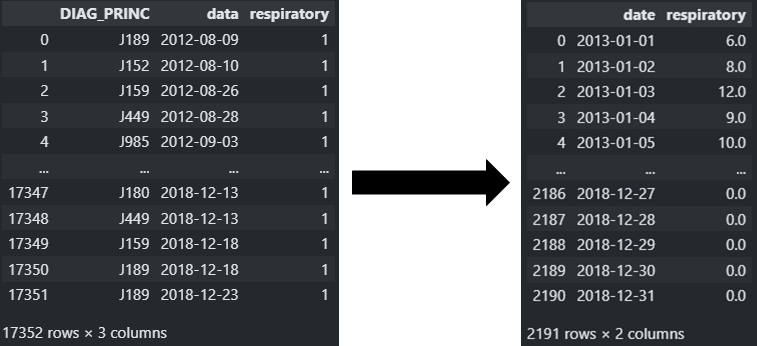 DIAG_PRINC data respiratory
0 J189 2012-08-09 1
1 J152 2012-08-10 1
2 J159 2012-08-26 1
3 J449 2012-08-28 1
4 J985 2012-09-03 1
... ... ... ...
17347 J180 2018-12-13 1
17348 J449 2018-12-13 1
17349 J159 2018-12-18 1
17350 J189 2018-12-18 1
17351 J189 2018-12-23 1
17352 rows × 3 columns
date respiratory
0 2013-01-01 6.0
1 2013-01-02 8.0
2 2013-01-03 12.0
3 2013-01-04 9.0
4 2013-01-05 10.0
... ... ...
2186 2018-12-27 0.0
2187 2018-12-28 0.0
2188 2018-12-29 0.0
2189 2018-12-30 0.0
2190 2018-12-31 0.0
2191 rows × 2 columns